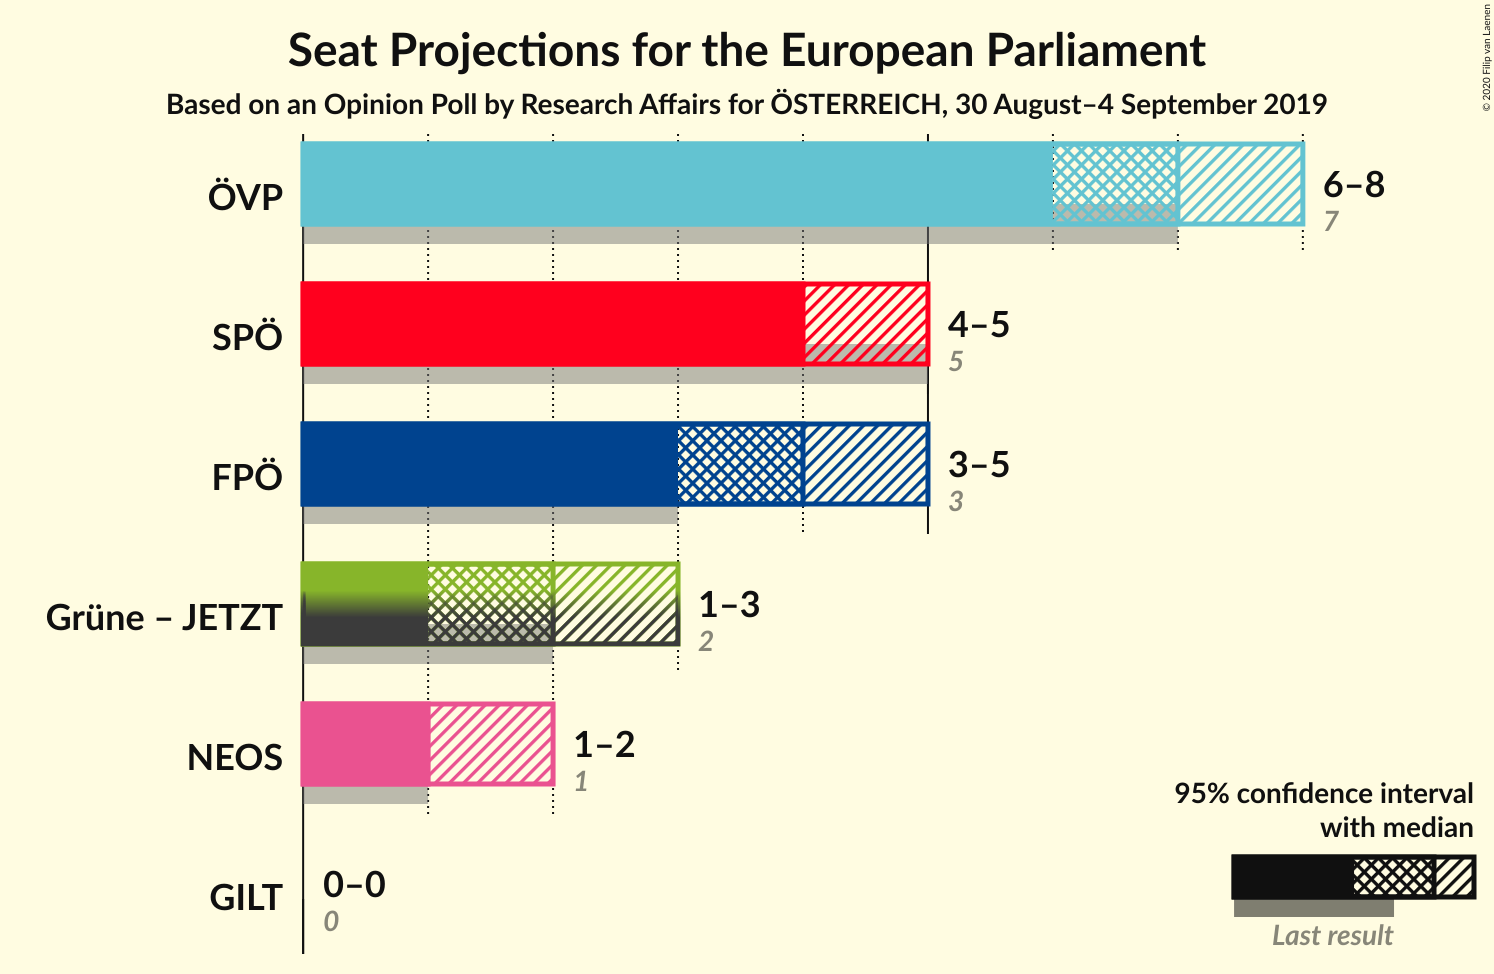 Seat Projections for the European Parliament
Based on an Opinion Poll by Research Affairs for ÖSTERREICH, 30 August–4 September 2019
© 2020 Filip van Laenen
ÖVP
6–8
7
SPÖ
4–5
5
FPÖ
3–5
3
Grüne – JETZT
1–3
2
NEOS
1–2
1
GILT
0–0
0
95% confidence interval
with median
Last result